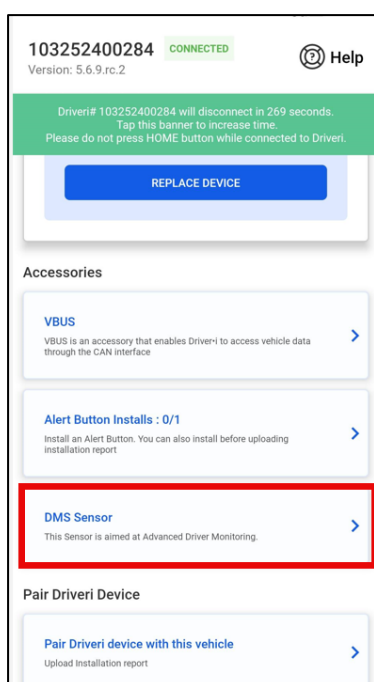 103252400284 CONNECTED
Help
Version: 5.6.9.rc.2
Driveri# 103252400284 will disconnect in 269 seconds.
Tap this banner to increase time.
Please do not press HOME button while connected to Driveri.
REPLACE DEVICE
Accessories
VBUS
VBUS is an accessory that enables Driver•i to access vehicle data
through the CAN interface
Alert Button Installs : 0/1
Install an Alert Button. You can also install before uploading
installation report
DMS Sensor
This Sensor is aimed at Advanced Driver Monitoring.
Pair Driveri Device
Pair Driveri device with this vehicle
Upload Installation report